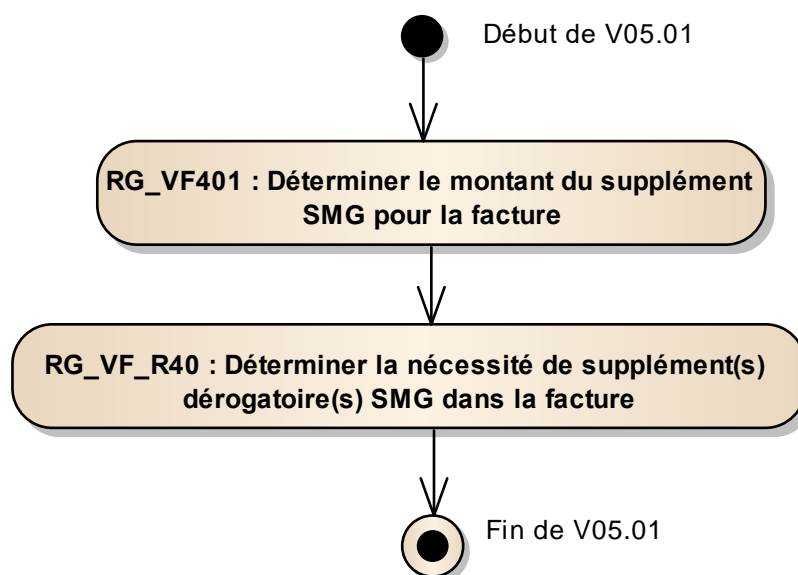 Début de V05.01
RG_VF401 : Déterminer le montant du supplément
SMG pour la facture
RG_VF_R40 : Déterminer la nécessité de supplément(s)
dérogatoire(s) SMG dans la facture
Fin de V05.01